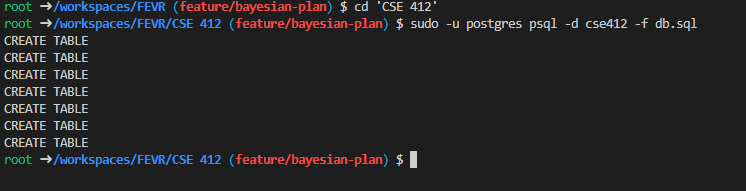 root ➜/workspaces/FEVR (feature/bayesian-plan) $ cd 'CSE 412'
root ➜/workspaces/FEVR/CSE 412 (feature/bayesian-plan) $ sudo -u postgres psql -d cse412 -f db.sql
CREATE TABLE
CREATE TABLE
CREATE TABLE
CREATE TABLE
CREATE TABLE
CREATE TABLE
CREATE TABLE
root ➜/workspaces/FEVR/CSE 412 (feature/bayesian-plan) $